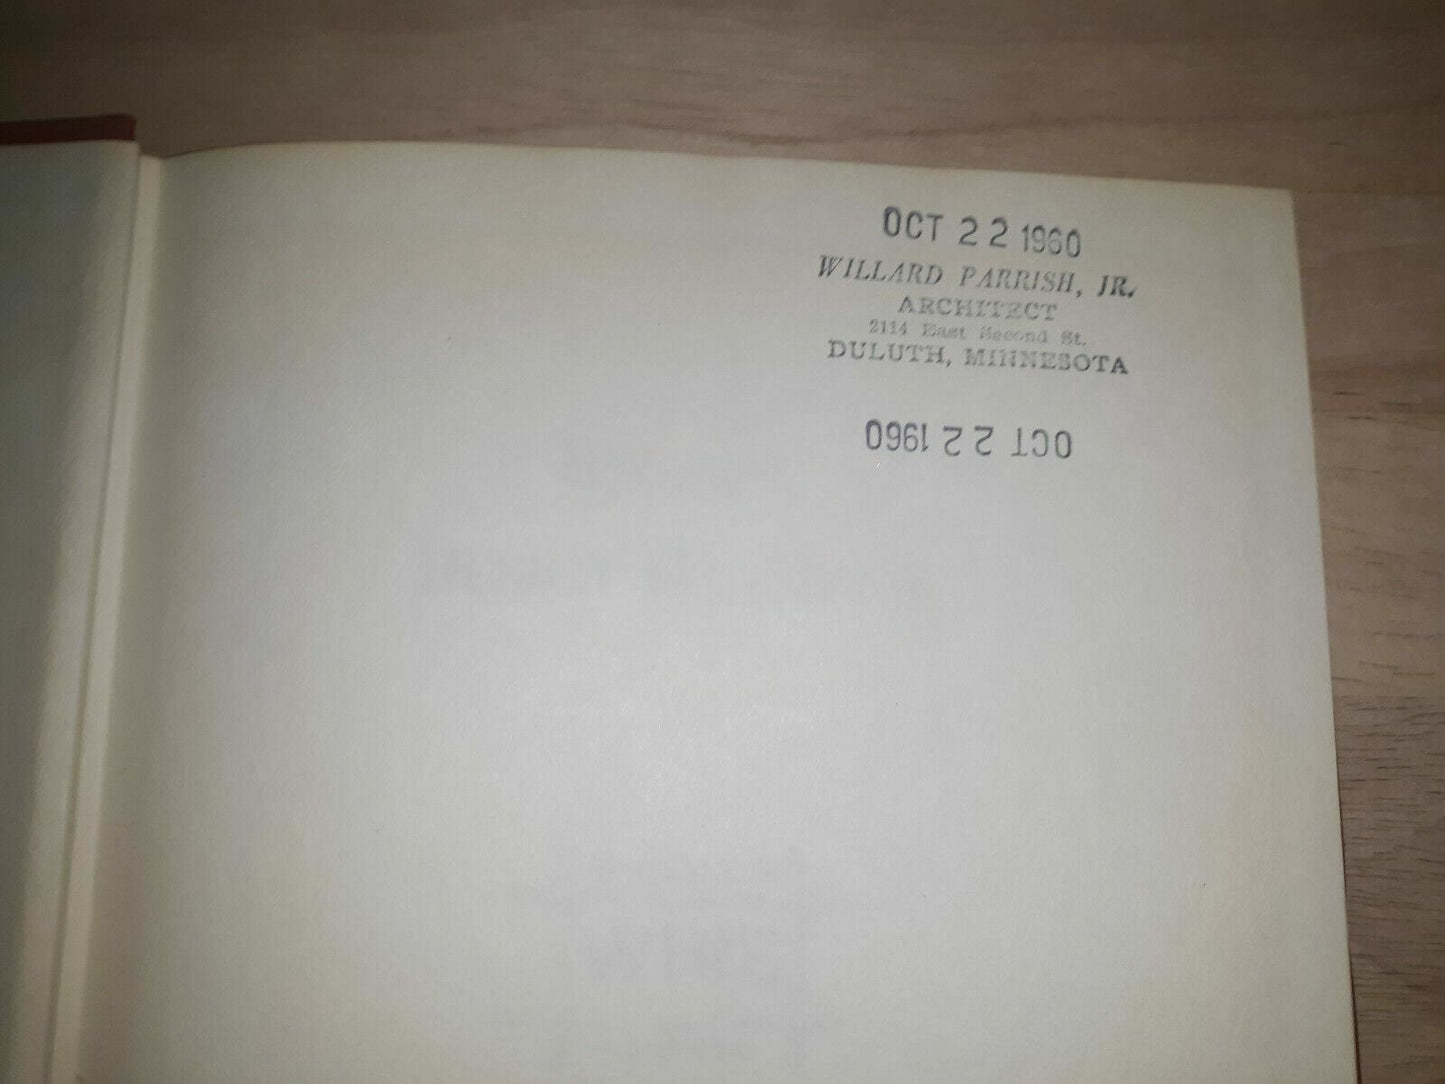 OCT 22 1960
WILLARD PARRISH, JR.
ARCHITECT
2114 East Second St.
DULUTH, MINNESOTA
OCT 22 1960